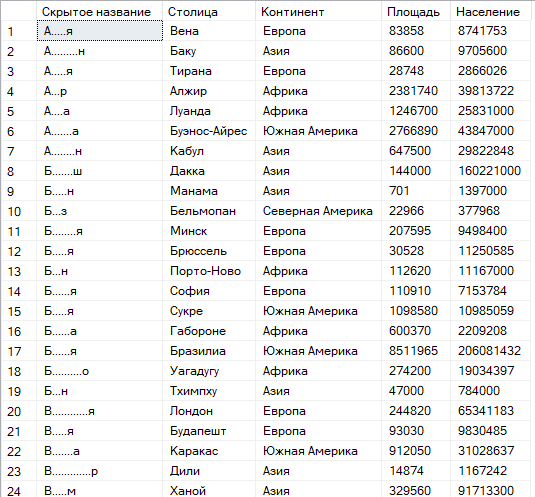 Скрытое название Столица Континент Площадь Население
1 А.....я Вена Европа 83858 8741753
2 А.........н Баку Азия 86600 9705600
3 А.....я Тирана Европа 28748 2866026
4 А...р Алжир Африка 2381740 39813722
5 А....а Луанда Африка 1246700 25831000
6 А.......а Буэнос-Айрес Южная Америка 2766890 43847000
7 А........н Кабул Азия 647500 29822848
8 Б.......ш Дакка Азия 144000 160221000
9 Б.....н Манама Азия 701 1397000
10 Б...з Бельмопан Северная Америка 22966 377968
11 Б........я Минск Европа 207595 9498400
12 Б.....я Брюссель Европа 30528 11250585
13 Б...н Порто-Ново Африка 112620 11167000
14 Б......я София Европа 110910 7153784
15 Б.....я Сукре Южная Америка 1098580 10985059
16 Б......а Габороне Африка 600370 2209208
17 Б......я Бразилиа Южная Америка 8511965 206081432
18 Б..........о Уагадугу Африка 274200 19034397
19 Б...н Тхимпху Азия 47000 784000
20 В............я Лондон Европа 244820 65341183
21 В.....я Будапешт Европа 93030 9830485
22 В.......а Каракас Южная Америка 912050 31028637
23 В.............р Дили Азия 14874 1167242
24 В.....м Ханой Азия 329560 91713300